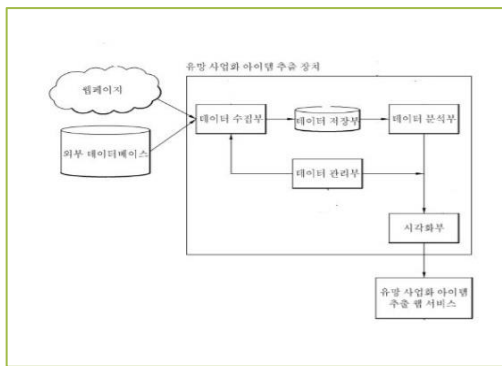 유망 사업화 아이템 추출 장치
웹페이지
데이터 수집부
데이터 저장부
데이터 분석부
외부 데이터베이스
데이터 관리부
시각화부
유망 사업화 아이템
추출 웹 서비스